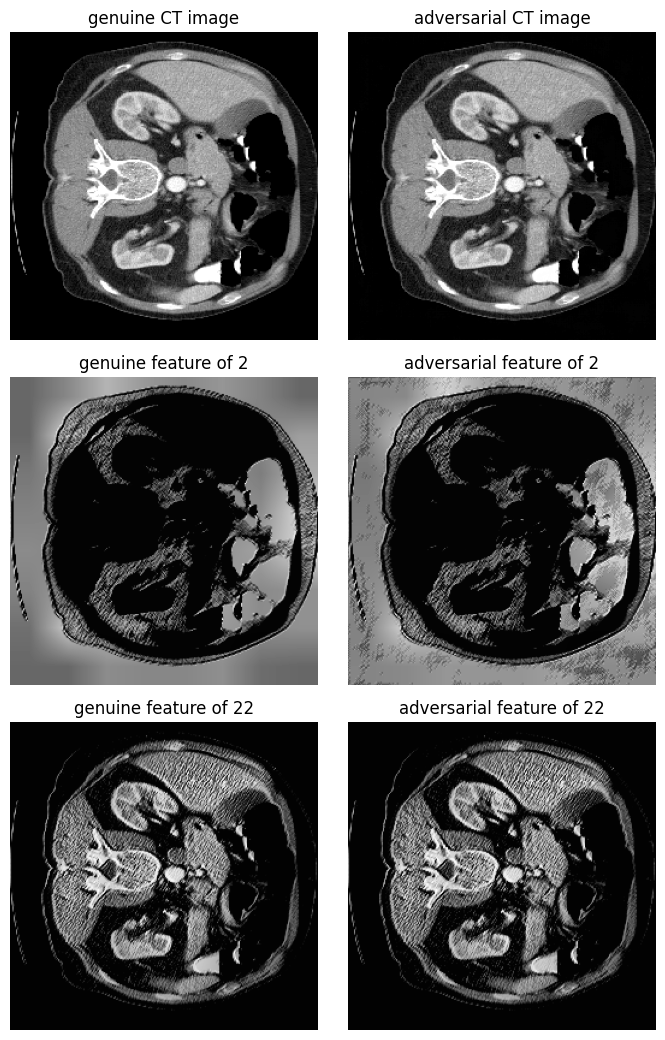 genuine CT image
adversarial CT image
genuine feature of 2
adversarial feature of 2
genuine feature of 22
adversarial feature of 22